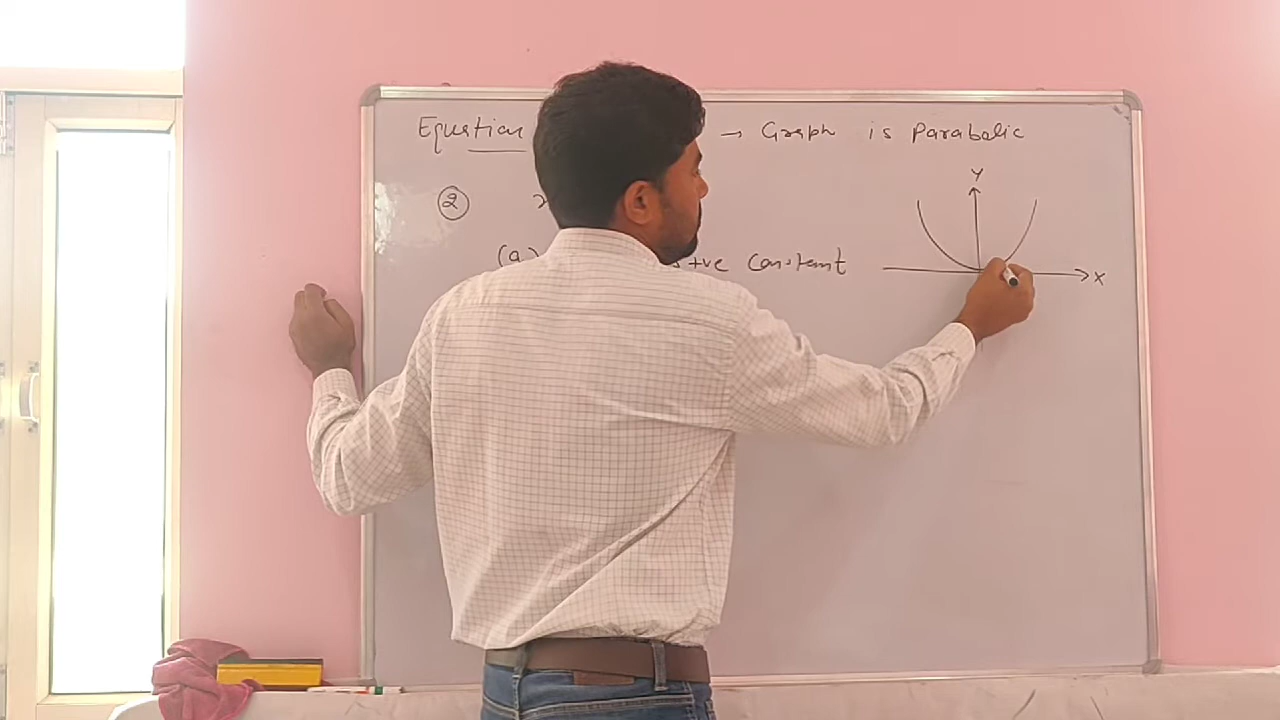 Equation → Graph is Parabolic
②
(a) +ve constant
Y
X